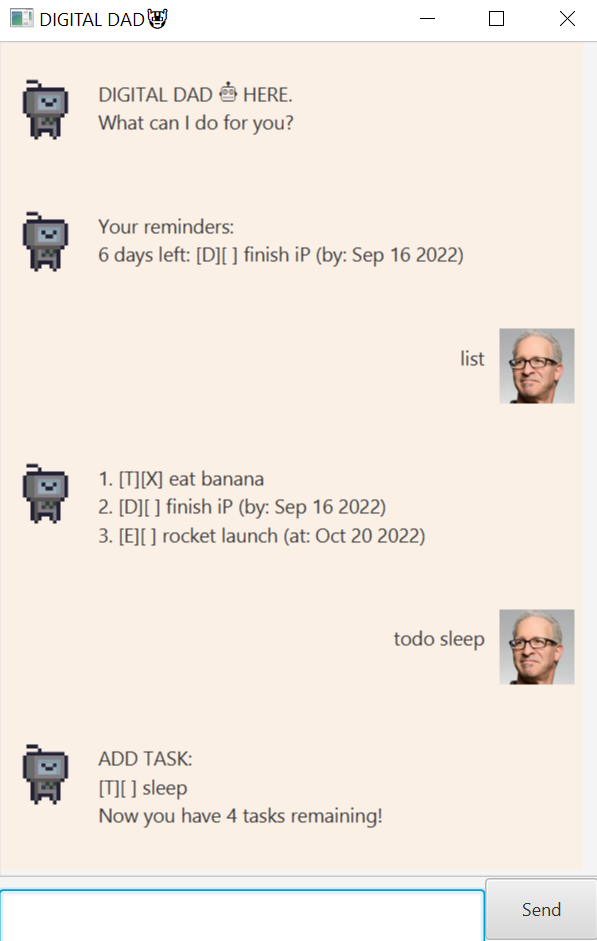 DIGITAL DAD
DIGITAL DAD 🤖 HERE.
What can I do for you?
Your reminders:
6 days left: [D][ ] finish iP (by: Sep 16 2022)
list
1. [T][X] eat banana
2. [D][ ] finish iP (by: Sep 16 2022)
3. [E][ ] rocket launch (at: Oct 20 2022)
todo sleep
ADD TASK:
[T][ ] sleep
Now you have 4 tasks remaining!
Send